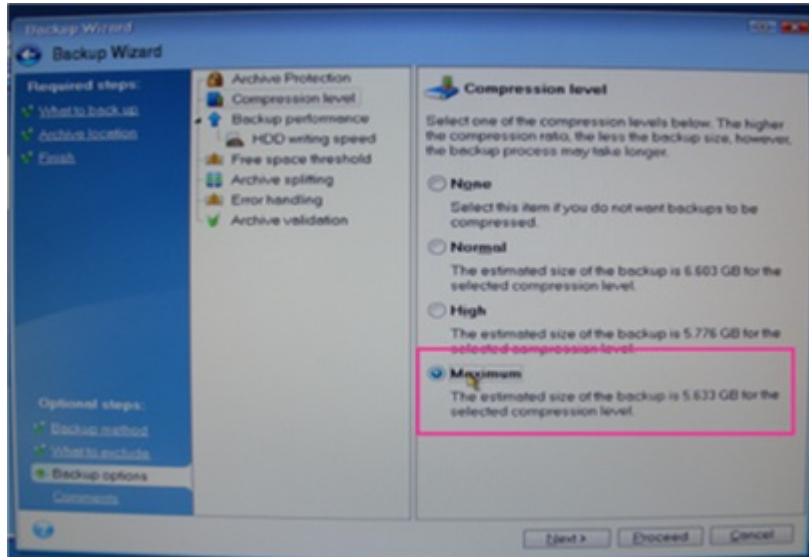 Backup Wizard
Backup Wizard
Required steps:
What to back up
Archive location
Finish
Optional steps:
Backup method
What to exclude
Backup options
Comments
Archive Protection
Compression level
Backup performance
HDD writing speed
Free space threshold
Archive splitting
Error handling
Archive validation
Compression level
Select one of the compression levels below. The higher
the compression ratio, the less the backup size, however,
the backup process may take longer.
None
Select this item if you do not want backups to be
compressed.
Normal
The estimated size of the backup is 6.603 GB for the
selected compression level.
High
The estimated size of the backup is 5.776 GB for the
selected compression level.
Maximum
The estimated size of the backup is 5.633 GB for the
selected compression level.
Next >
Proceed
Cancel